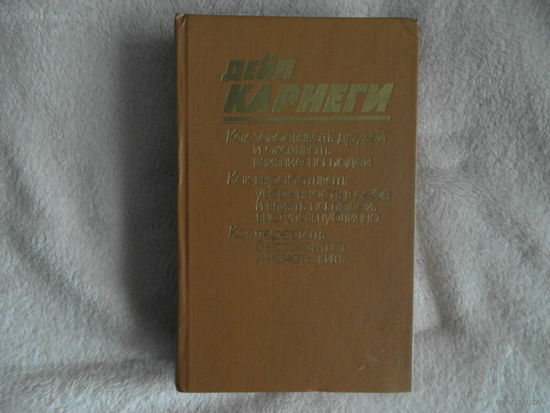 ДЕЙЛ
КАРНЕГИ
Как завоевывать друзей
и оказывать
влияние на людей
Как вырабатывать
уверенность в себе
и влиять на людей,
выступая публично
Как перестать
беспокоиться
и начать жить